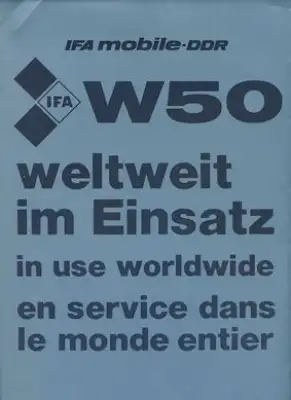 IFA mobile-DDR
IFA W50
weltweit
im Einsatz
in use worldwide
en service dans
le monde entier